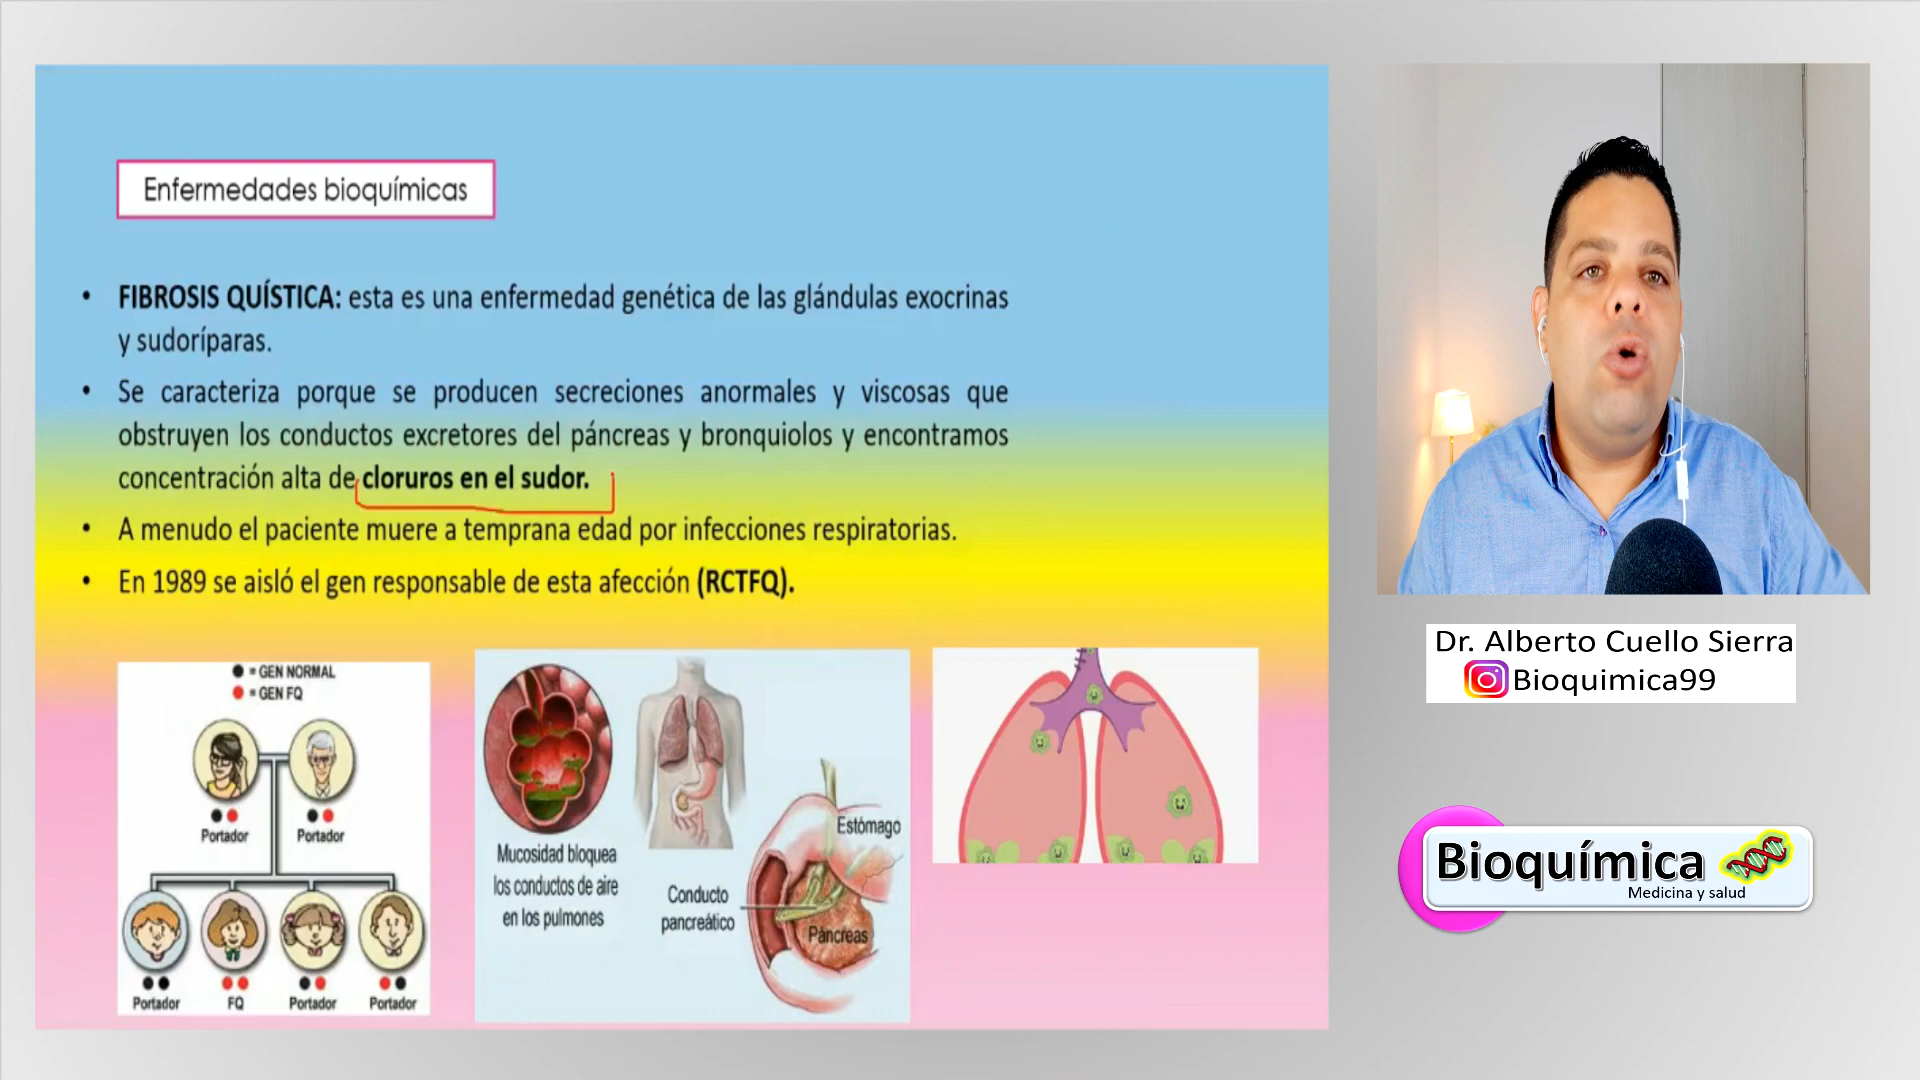 Enfermedades bioquímicas
• FIBROSIS QUÍSTICA: esta es una enfermedad genética de las glándulas exocrinas
y sudoríparas.
• Se caracteriza porque se producen secreciones anormales y viscosas que
obstruyen los conductos excretores del páncreas y bronquiolos y encontramos
concentración alta de cloruros en el sudor.
• A menudo el paciente muere a temprana edad por infecciones respiratorias.
• En 1989 se aisló el gen responsable de esta afección (RCTFQ).
= GEN NORMAL
= GEN FQ
Portador
Portador
Portador
FQ
Portador
Portador
Mucosidad bloquea
los conductos de aire
en los pulmones
Conducto
pancreático
Estómago
Páncreas
Dr. Alberto Cuello Sierra
Bioquimica99
Bioquímica
Medicina y salud